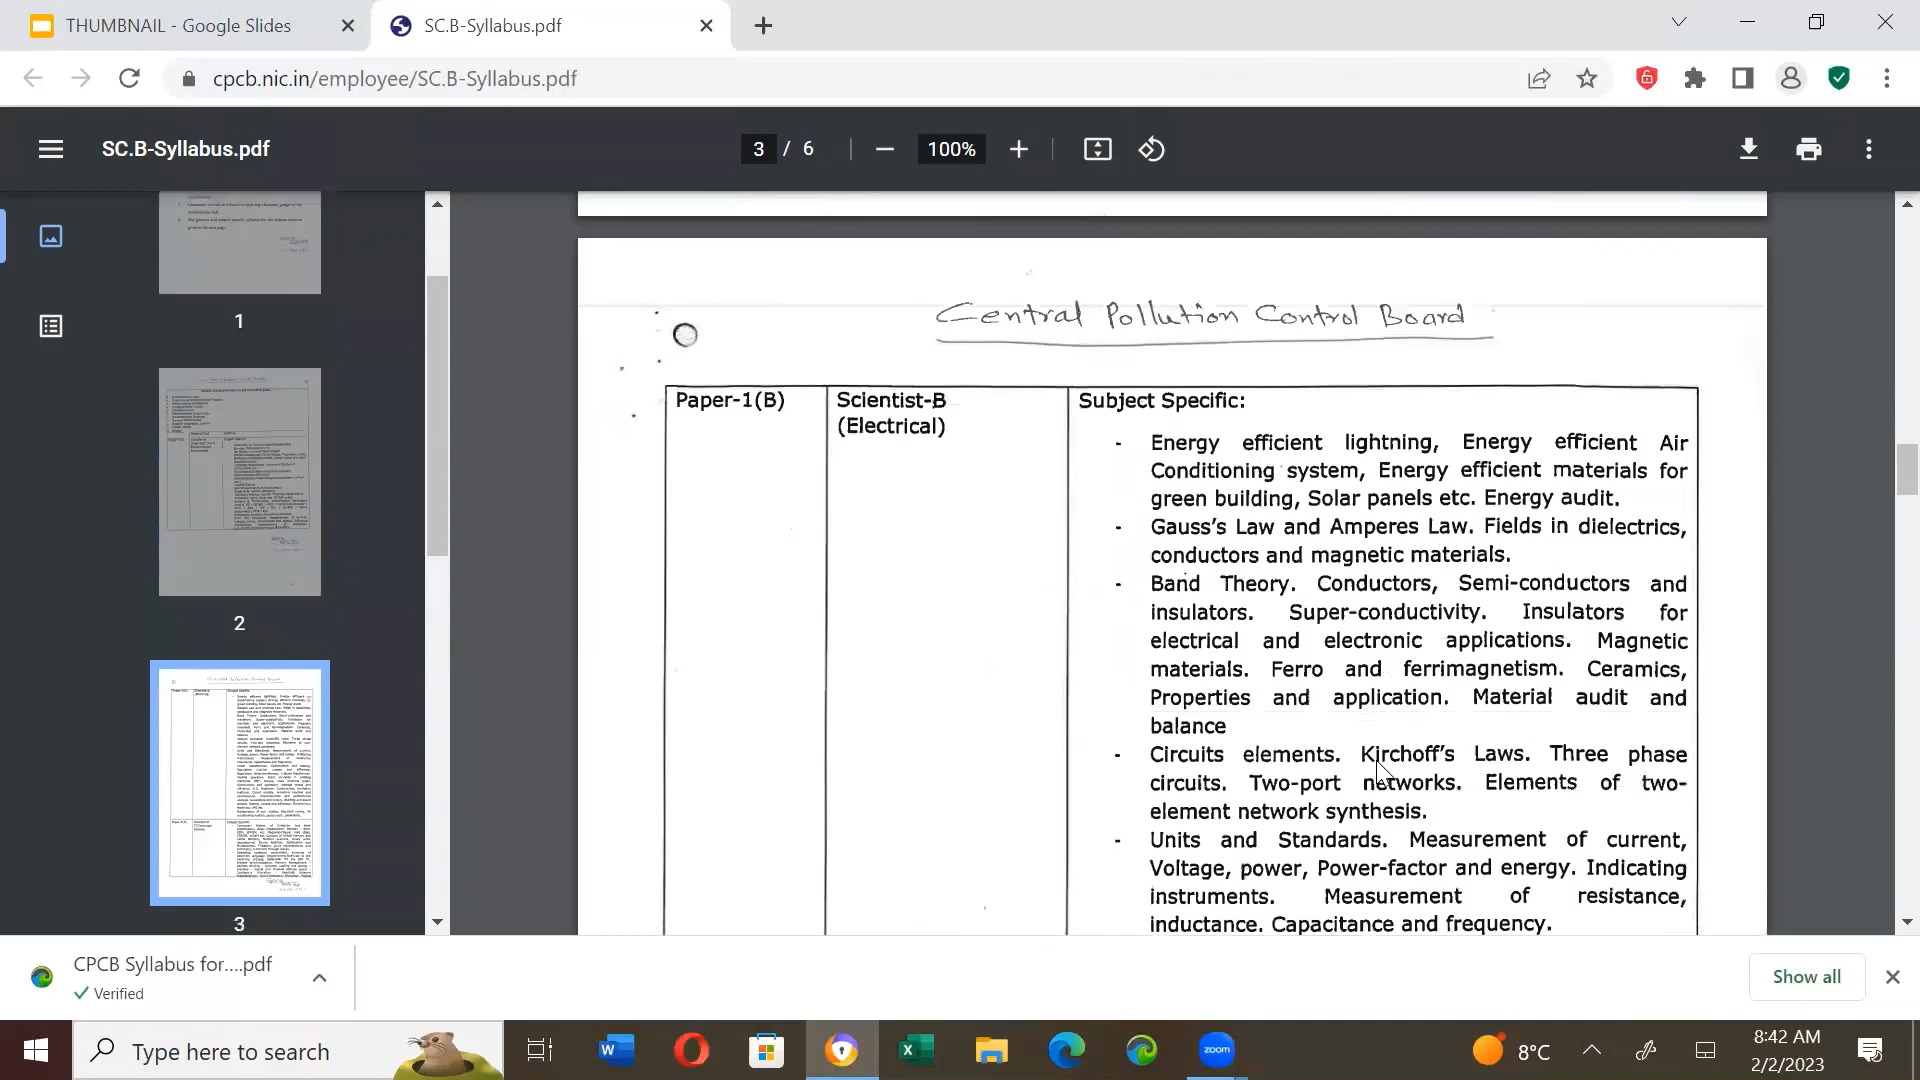 THUMBNAIL - Google Slides
SC.B-Syllabus.pdf
cpcb.nic.in/employee/SC.B-Syllabus.pdf
SC.B-Syllabus.pdf
3 / 6
100%
1
2
3
Central Pollution Control Board
Paper-1(B)
Scientist-B
(Electrical)
Subject Specific:
- Energy efficient lightning, Energy efficient Air
Conditioning system, Energy efficient materials for
green building, Solar panels etc. Energy audit.
- Gauss's Law and Amperes Law. Fields in dielectrics,
conductors and magnetic materials.
- Band Theory. Conductors, Semi-conductors and
insulators. Super-conductivity. Insulators for
electrical and electronic applications. Magnetic
materials. Ferro and ferrimagnetism. Ceramics,
Properties and application. Material audit and
balance
- Circuits elements. Kirchoff's Laws. Three phase
circuits. Two-port networks. Elements of two-
element network synthesis.
- Units and Standards. Measurement of current,
Voltage, power, Power-factor and energy. Indicating
instruments. Measurement of resistance,
inductance. Capacitance and frequency.
CPCB Syllabus for....pdf
Verified
Show all
Type here to search
zoom
8°C
8:42 AM
2/2/2023